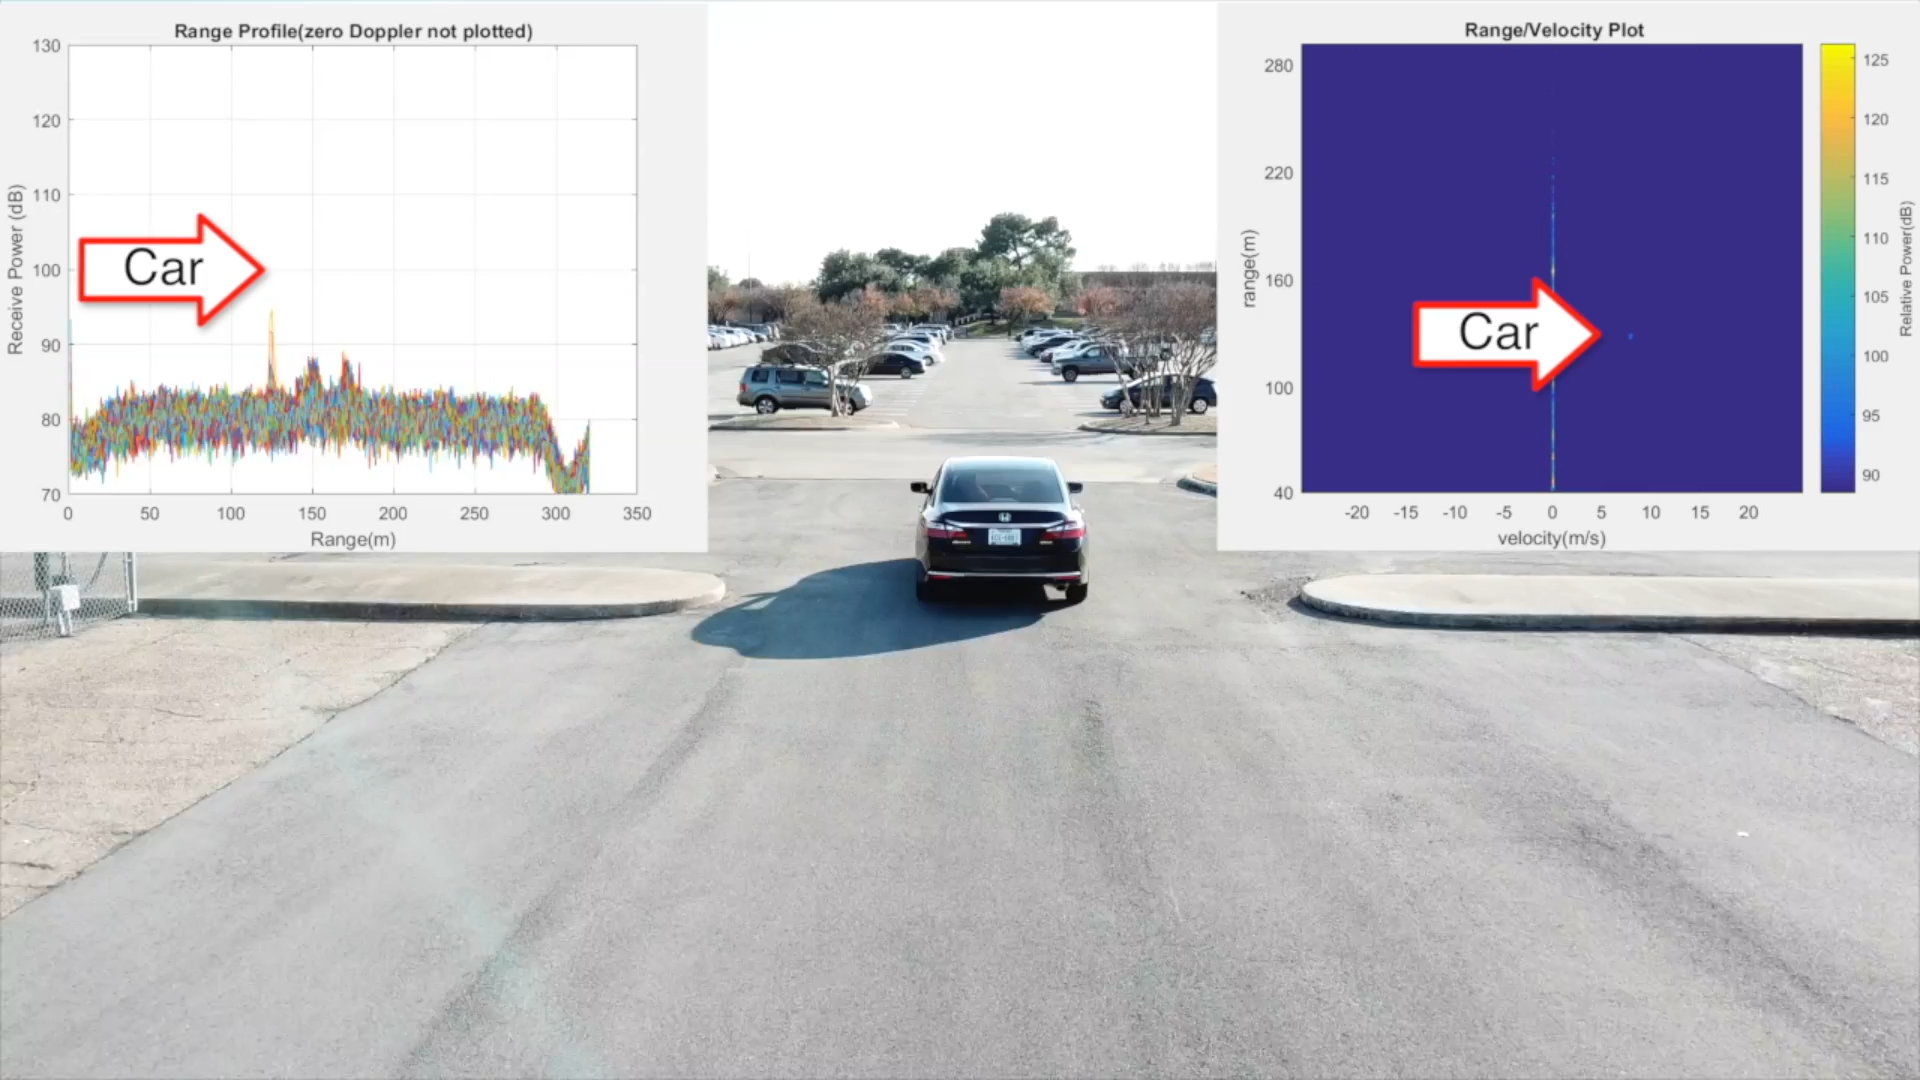 Range Profile(zero Doppler not plotted)
130
120
110
100
90
80
70
Receive Power (dB)
Car
0 50 100 150 200 250 300 350
Range(m)
Range/Velocity Plot
280
220
160
100
40
range(m)
Car
-20 -15 -10 -5 0 5 10 15 20
velocity(m/s)
125
120
115
110
105
100
95
90
Relative Power(dB)